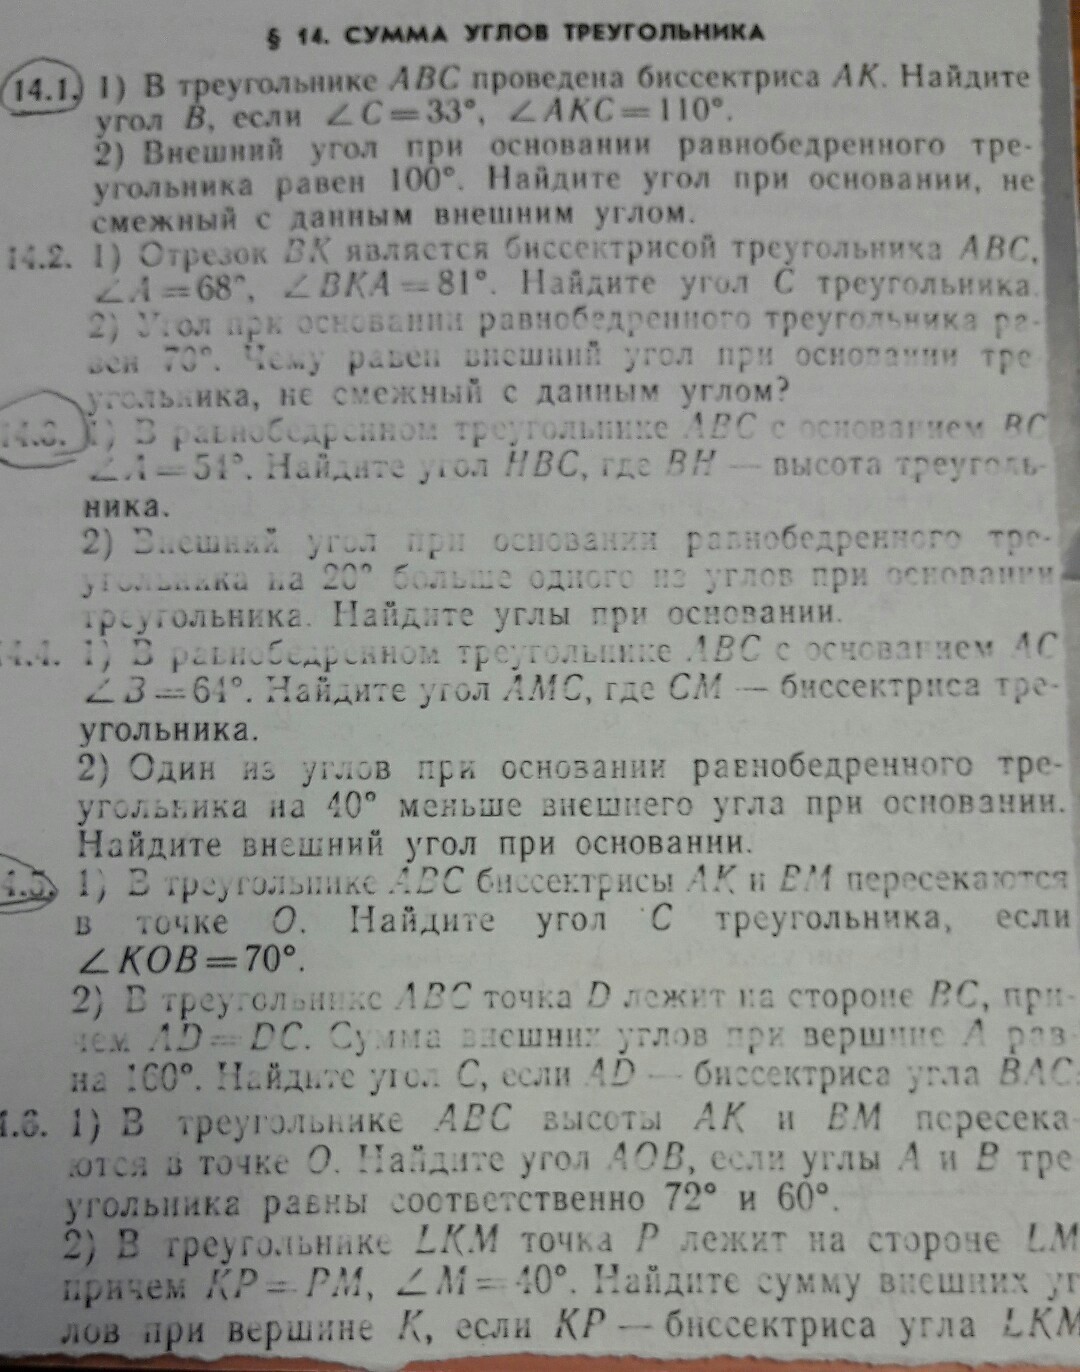 § 14. СУММА УГЛОВ ТРЕУГОЛЬНИКА
14.1. 1) В треугольнике ABC проведена биссектриса AK. Найдите
угол B, если ∠C=33°, ∠AKC=110°.
2) Внешний угол при основании равнобедренного тре-
угольника равен 100°. Найдите угол при основании, не
смежный с данным внешним углом.
14.2. 1) Отрезок BK является биссектрисой треугольника ABC,
∠A=68°, ∠BKA=81°. Найдите угол C треугольника.
2) Угол при основании равнобедренного треугольника ра-
вен 70°. Чему равен внешний угол при основании тре
угольника, не смежный с данным углом?
14.3. 1) В равнобедренном треугольнике ABC с основанием BC
∠A=54°. Найдите угол HBC, где BH — высота треуголь-
ника.
2) Внешний угол при основании равнобедренного тре-
угольника на 20° больше одного из углов при основании
треугольника. Найдите углы при основании.
14.4. 1) В равнобедренном треугольнике ABC с основанием AC
∠B=64°. Найдите угол AMC, где CM — биссектриса тре-
угольника.
2) Один из углов при основании равнобедренного тре-
угольника на 40° меньше внешнего угла при основании.
Найдите внешний угол при основании.
4.5. 1) В треугольнике ABC биссектрисы AK и BM пересекаются
в точке O. Найдите угол C треугольника, если
∠KOB=70°.
2) В треугольнике ABC точка D лежит на стороне BC, при-
чем AD=DC. Сумма внешних углов при вершине A рав-
на 160°. Найдите угол C, если AD — биссектриса угла BAC.
4.6. 1) В треугольнике ABC высоты AK и BM пересека
ются в точке O. Найдите угол AOB, если углы A и B тре
угольника равны соответственно 72° и 60°.
2) В треугольнике LKM точка P лежит на стороне LM
причем KP=PM, ∠M=40°. Найдите сумму внешних уг
лов при вершине K, если KP — биссектриса угла LKM